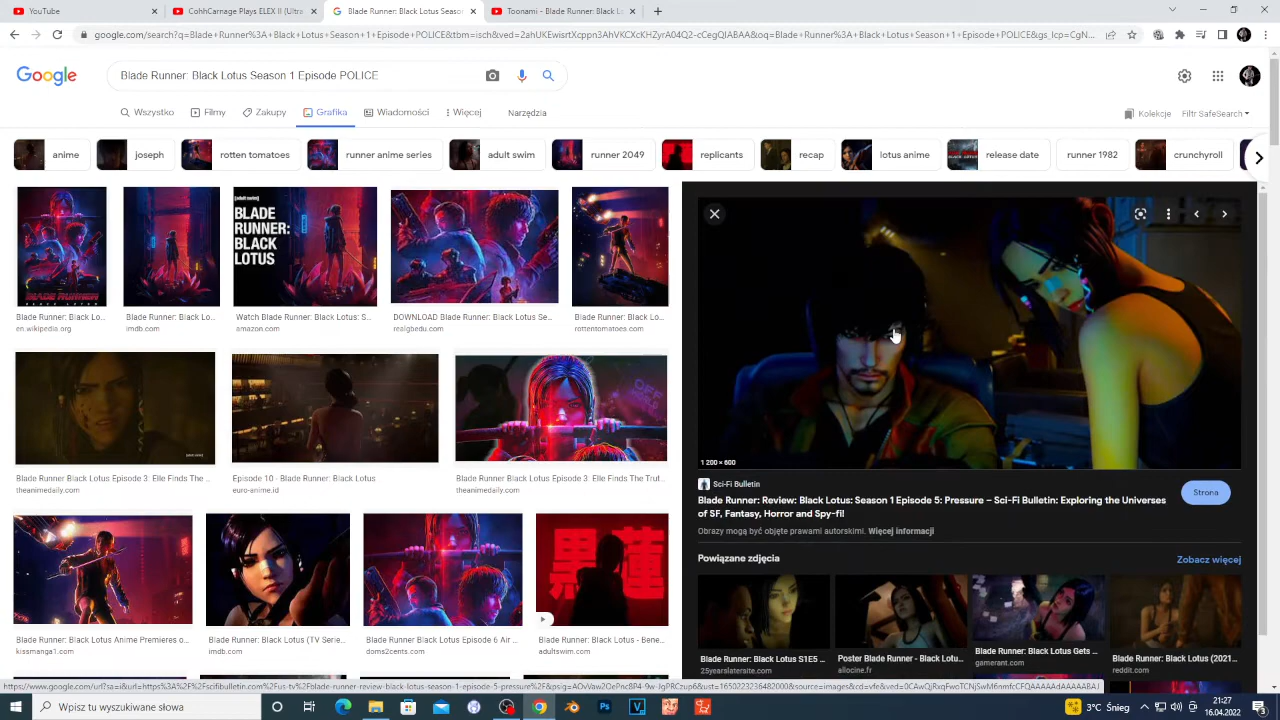 YouTube
CohhCarnage Plays ELEX II (Ultra
Blade Runner: Black Lotus Seaso
Toonami - Blade Runner: Black L
google.com/search?q=Blade+Runner%3A+Black+Lotus+Season+1+Episode+POLICE&tbm=isch&ved=
Google
Blade Runner: Black Lotus Season 1 Episode POLICE
Wszystko
Filmy
Zakupy
Grafika
Wiadomości
Więcej
Narzędzia
Kolekcje
Filtr SafeSearch
anime
joseph
rotten tomatoes
runner anime series
adult swim
runner 2049
replicants
recap
lotus anime
release date
runner 1982
crunchyroll
[adult swim]
BLADE
RUNNER:
BLACK
LOTUS
Blade Runner: Black Lo...
en.wikipedia.org
Blade Runner: Black Lo...
imdb.com
Watch Blade Runner: Black Lotus: S...
amazon.com
DOWNLOAD Blade Runner: Black Lotus Se...
realgbedu.com
Blade Runner: Black Lo...
rottentomatoes.com
Blade Runner Black Lotus Episode 3: Elle Finds The ...
theanimedaily.com
Episode 10 - Blade Runner: Black Lotus
euro-anime.id
Blade Runner Black Lotus Episode 3: Elle Finds The Trut...
theanimedaily.com
Blade Runner: Black Lotus Anime Premieres o...
kissmanga1.com
Blade Runner: Black Lotus (TV Serie...
imdb.com
Blade Runner Black Lotus Episode 6 Air ...
doms2cents.com
Blade Runner: Black Lotus - Bene...
adultswim.com
1 200 × 600
Sci-Fi Bulletin
Blade Runner: Review: Black Lotus: Season 1 Episode 5: Pressure – Sci-Fi Bulletin: Exploring the Universes
of SF, Fantasy, Horror and Spy-fi!
Strona
Obrazy mogą być objęte prawami autorskimi. Więcej informacji
Powiązane zdjęcia
Zobacz więcej
Blade Runner: Black Lotus S1E5 ...
25yearslatersite.com
Poster Blade Runner - Black Lotu...
allocine.fr
Blade Runner: Black Lotus Gets ...
gamerant.com
Blade Runner: Black Lotus (2021...
reddit.com
Wpisz tu wyszukiwane słowa
3°C Śnieg
21:27
16.04.2022